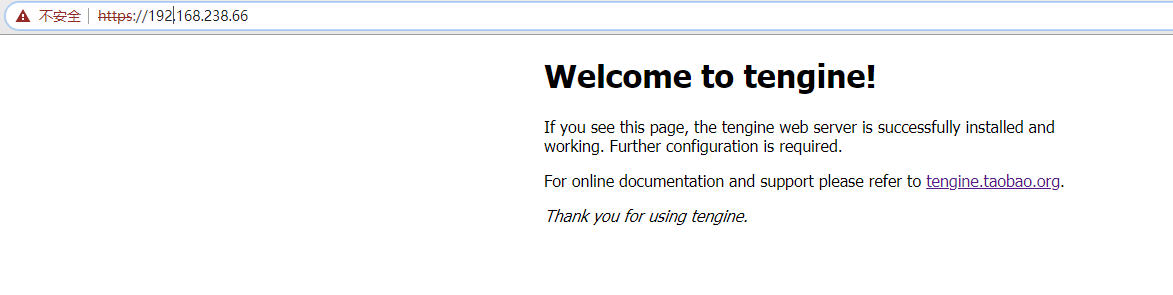 不安全 https://192.168.238.66
Welcome to tengine!
If you see this page, the tengine web server is successfully installed and
working. Further configuration is required.
For online documentation and support please refer to tengine.taobao.org.
Thank you for using tengine.